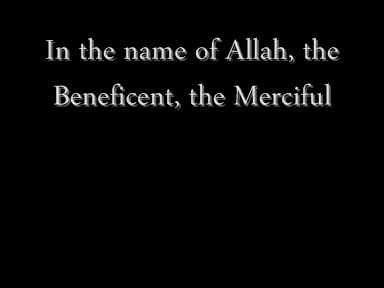 In the name of Allah, the
Beneficent, the Merciful